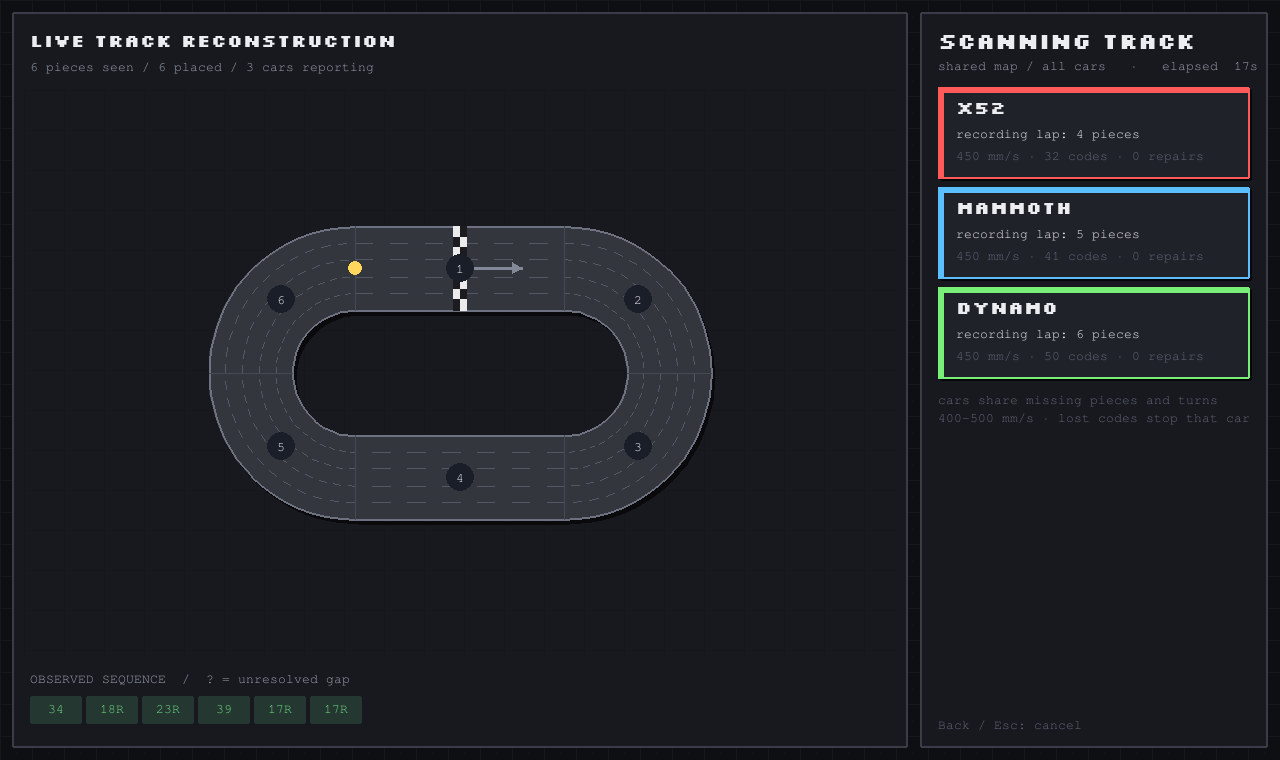 LIVE TRACK RECONSTRUCTION
6 pieces seen / 6 placed / 3 cars reporting
1
6
2
5
3
4
OBSERVED SEQUENCE / ? = unresolved gap
34 18R 23R 39 17R 17R
SCANNING TRACK
shared map / all cars · elapsed 17s
X52
recording lap: 4 pieces
450 mm/s · 32 codes · 0 repairs
MAMMOTH
recording lap: 5 pieces
450 mm/s · 41 codes · 0 repairs
DYNAMO
recording lap: 6 pieces
450 mm/s · 50 codes · 0 repairs
cars share missing pieces and turns
400-500 mm/s · lost codes stop that car
Back / Esc: cancel